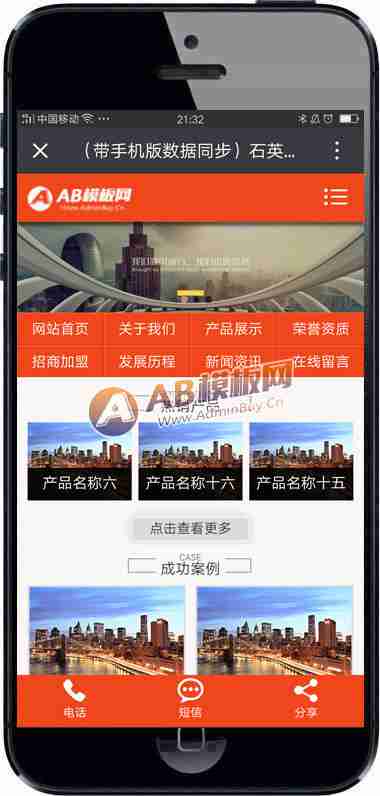 中国移动
21:32
（带手机版数据同步）石英...
AB模板网
Www.AdminBuy.Cn
网站首页 关于我们 产品展示 荣誉资质
招商加盟 发展历程 新闻资讯 在线留言
AB模板网
www.AdminBuy.Cn
产品名称六 产品名称十六 产品名称十五
点击查看更多
CASE
成功案例
电话 短信 分享